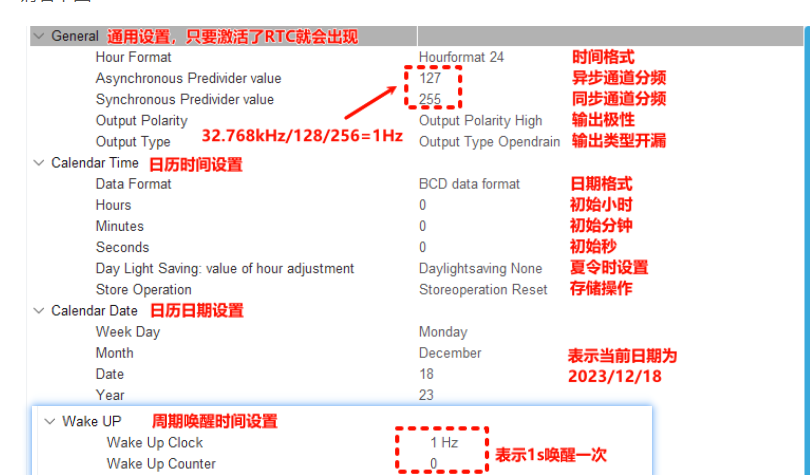 General 通用设置，只要激活了RTC就会出现
Hour Format Hourformat 24 时间格式
Asynchronous Predivider value 127 异步通道分频
Synchronous Predivider value 255 同步通道分频
Output Polarity Output Polarity High 输出极性
Output Type 32.768kHz/128/256=1Hz Output Type Opendrain 输出类型开漏
Calendar Time 日历时间设置
Data Format BCD data format 日期格式
Hours 0 初始小时
Minutes 0 初始分钟
Seconds 0 初始秒
Day Light Saving: value of hour adjustment Daylightsaving None 夏令时设置
Store Operation Storeoperation Reset 存储操作
Calendar Date 日历日期设置
Week Day Monday
Month December 表示当前日期为
Date 18 2023/12/18
Year 23
Wake UP 周期唤醒时间设置
Wake Up Clock 1 Hz 表示1s唤醒一次
Wake Up Counter 0